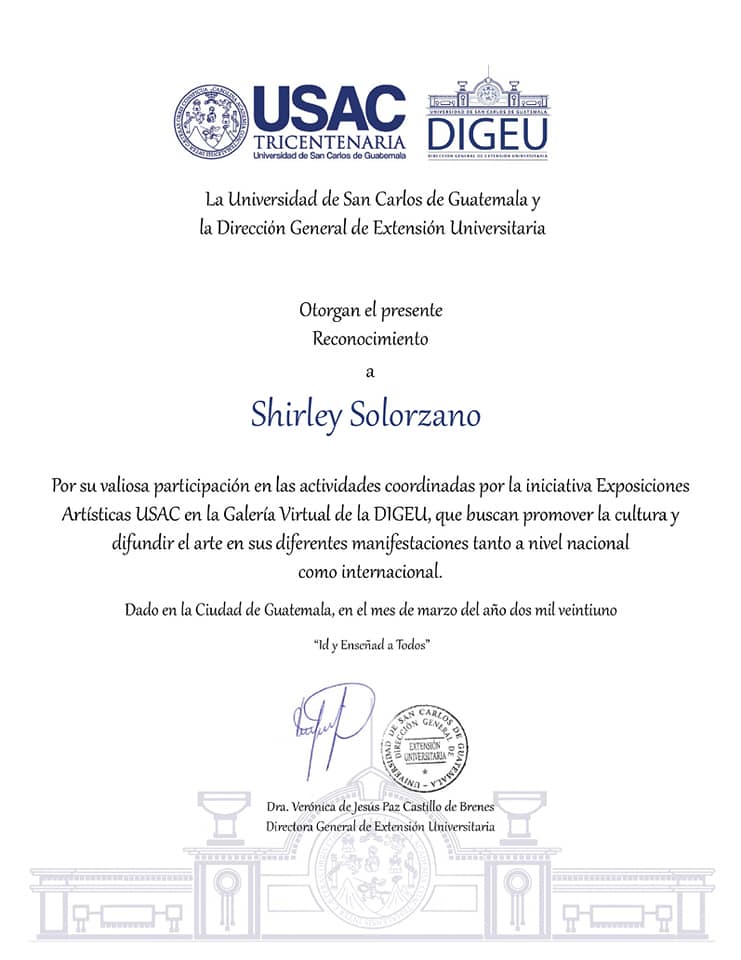 USAC
TRICENTENARIA
Universidad de San Carlos de Guatemala
UNIVERSIDAD DE SAN CARLOS DE GUATEMALA
DIGEU
DIRECCIÓN GENERAL DE EXTENSIÓN UNIVERSITARIA
La Universidad de San Carlos de Guatemala y
la Dirección General de Extensión Universitaria
Otorgan el presente
Reconocimiento
a
Shirley Solorzano
Por su valiosa participación en las actividades coordinadas por la iniciativa Exposiciones
Artísticas USAC en la Galería Virtual de la DIGEU, que buscan promover la cultura y
difundir el arte en sus diferentes manifestaciones tanto a nivel nacional
como internacional.
Dado en la Ciudad de Guatemala, en el mes de marzo del año dos mil veintiuno
“Id y Enseñad a Todos”
UNIVERSIDAD DE SAN CARLOS DE GUATEMALA
DIRECCIÓN GENERAL DE
EXTENSIÓN
UNIVERSITARIA
Dra. Verónica de Jesús Paz Castillo de Brenes
Directora General de Extensión Universitaria